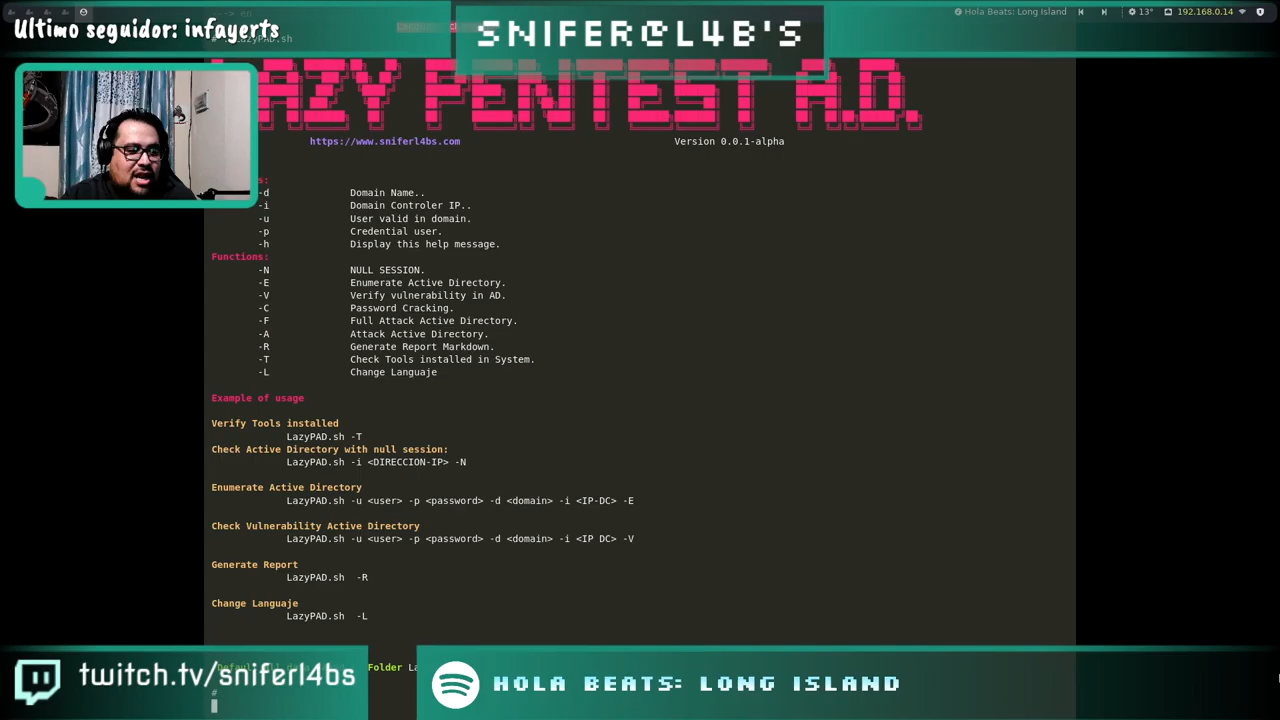 Hola Beats: Long Island
13°
192.168.0.14
Ultimo seguidor: infayerts
SNIFER@L4B'S
LazyPAD.sh
AZY PENTEST A.D.
https://www.sniferl4bs.com Version 0.0.1-alpha
s:
-d Domain Name..
-i Domain Controler IP..
-u User valid in domain.
-p Credential user.
-h Display this help message.
Functions:
-N NULL SESSION.
-E Enumerate Active Directory.
-V Verify vulnerability in AD.
-C Password Cracking.
-F Full Attack Active Directory.
-A Attack Active Directory.
-R Generate Report Markdown.
-T Check Tools installed in System.
-L Change Languaje
Example of usage
Verify Tools installed
LazyPAD.sh -T
Check Active Directory with null session:
LazyPAD.sh -i <DIRECCION-IP> -N
Enumerate Active Directory
LazyPAD.sh -u <user> -p <password> -d <domain> -i <IP-DC> -E
Check Vulnerability Active Directory
LazyPAD.sh -u <user> -p <password> -d <domain> -i <IP DC> -V
Generate Report
LazyPAD.sh -R
Change Languaje
LazyPAD.sh -L
Folder La
#
twitch.tv/sniferl4bs
HOLA BEATS: LONG ISLAND